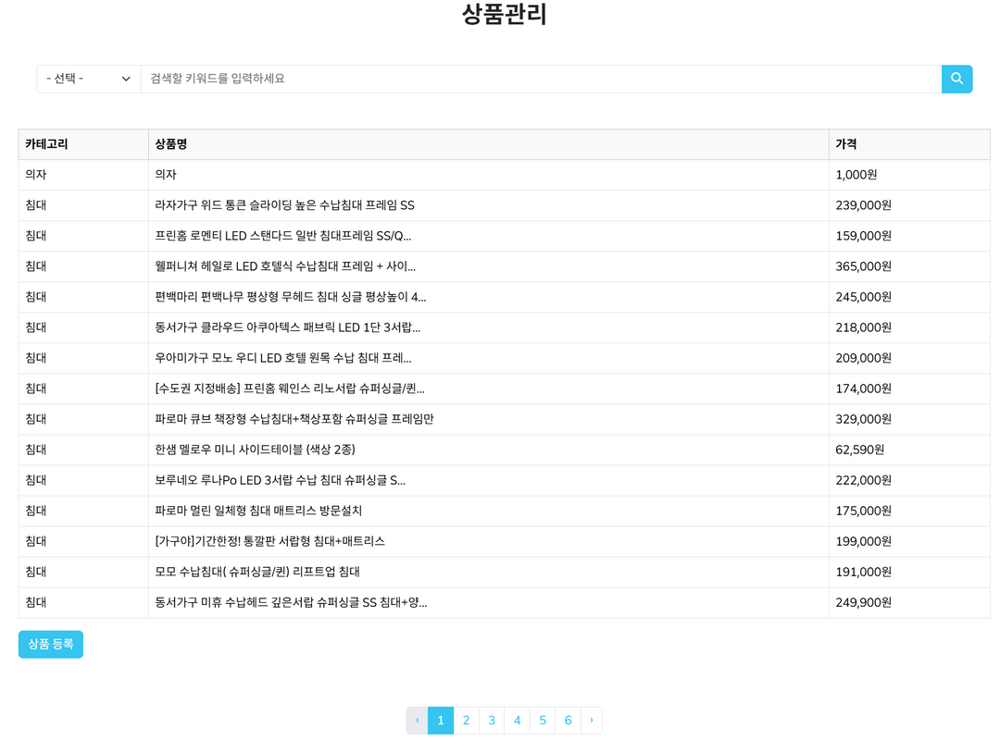 상품관리
- 선택 - 검색할 키워드를 입력하세요
카테고리 상품명 가격
의자 의자 1,000원
침대 라자가구 위드 통큰 슬라이딩 높은 수납침대 프레임 SS 239,000원
침대 프린홈 로멘티 LED 스탠다드 일반 침대프레임 SS/Q... 159,000원
침대 웰퍼니쳐 헤일로 LED 호텔식 수납침대 프레임 + 사이... 365,000원
침대 편백마리 편백나무 평상형 무헤드 침대 싱글 평상높이 4... 245,000원
침대 동서가구 클라우드 아쿠아텍스 패브릭 LED 1단 3서랍... 218,000원
침대 우아미가구 모노 우디 LED 호텔 원목 수납 침대 프레... 209,000원
침대 [수도권 지정배송] 프린홈 웨인스 리노서랍 슈퍼싱글/퀸... 174,000원
침대 파로마 큐브 책장형 수납침대+책상포함 슈퍼싱글 프레임만 329,000원
침대 한샘 멜로우 미니 사이드테이블 (색상 2종) 62,590원
침대 보루네오 루나Po LED 3서랍 수납 침대 슈퍼싱글 S... 222,000원
침대 파로마 멀린 일체형 침대 매트리스 방문설치 175,000원
침대 [가구야]기간한정! 통깔판 서랍형 침대+매트리스 199,000원
침대 모모 수납침대( 슈퍼싱글/퀸) 리프트업 침대 191,000원
침대 동서가구 미휴 수납헤드 깊은서랍 슈퍼싱글 SS 침대+양... 249,900원
상품 등록
‹ 1 2 3 4 5 6 ›